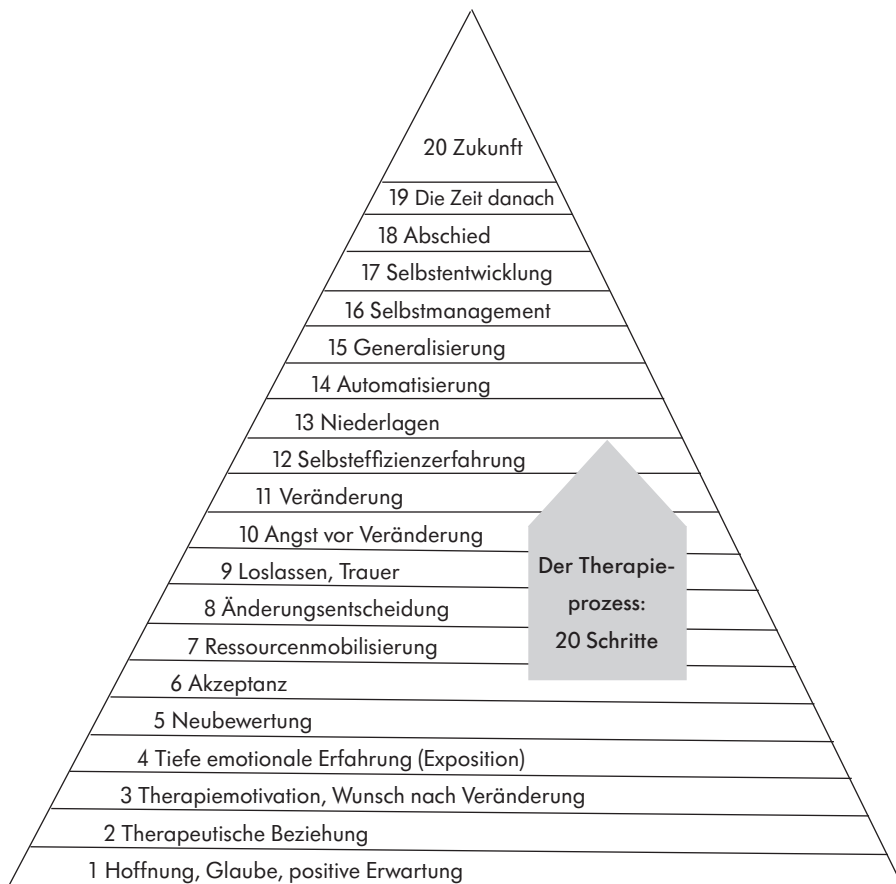 20 Zukunft
19 Die Zeit danach
18 Abschied
17 Selbstentwicklung
16 Selbstmanagement
15 Generalisierung
14 Automatisierung
13 Niederlagen
12 Selbsteffizienzerfahrung
11 Veränderung
10 Angst vor Veränderung
9 Loslassen, Trauer
8 Änderungsentscheidung
7 Ressourcenmobilisierung
6 Akzeptanz
5 Neubewertung
4 Tiefe emotionale Erfahrung (Exposition)
3 Therapiemotivation, Wunsch nach Veränderung
2 Therapeutische Beziehung
1 Hoffnung, Glaube, positive Erwartung
Der Therapie-
prozess:
20 Schritte